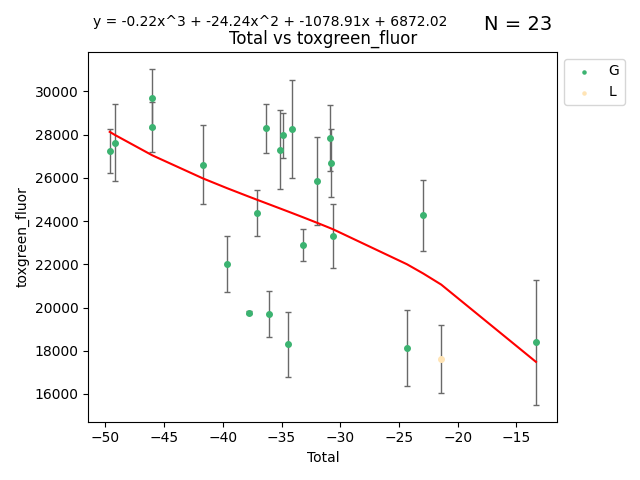 y = -0.22x^3 + -24.24x^2 + -1078.91x + 6872.02
N = 23
Total vs toxgreen_fluor
G
L
toxgreen_fluor
30000
28000
26000
24000
22000
20000
18000
16000
−50 −45 −40 −35 −30 −25 −20 −15
Total